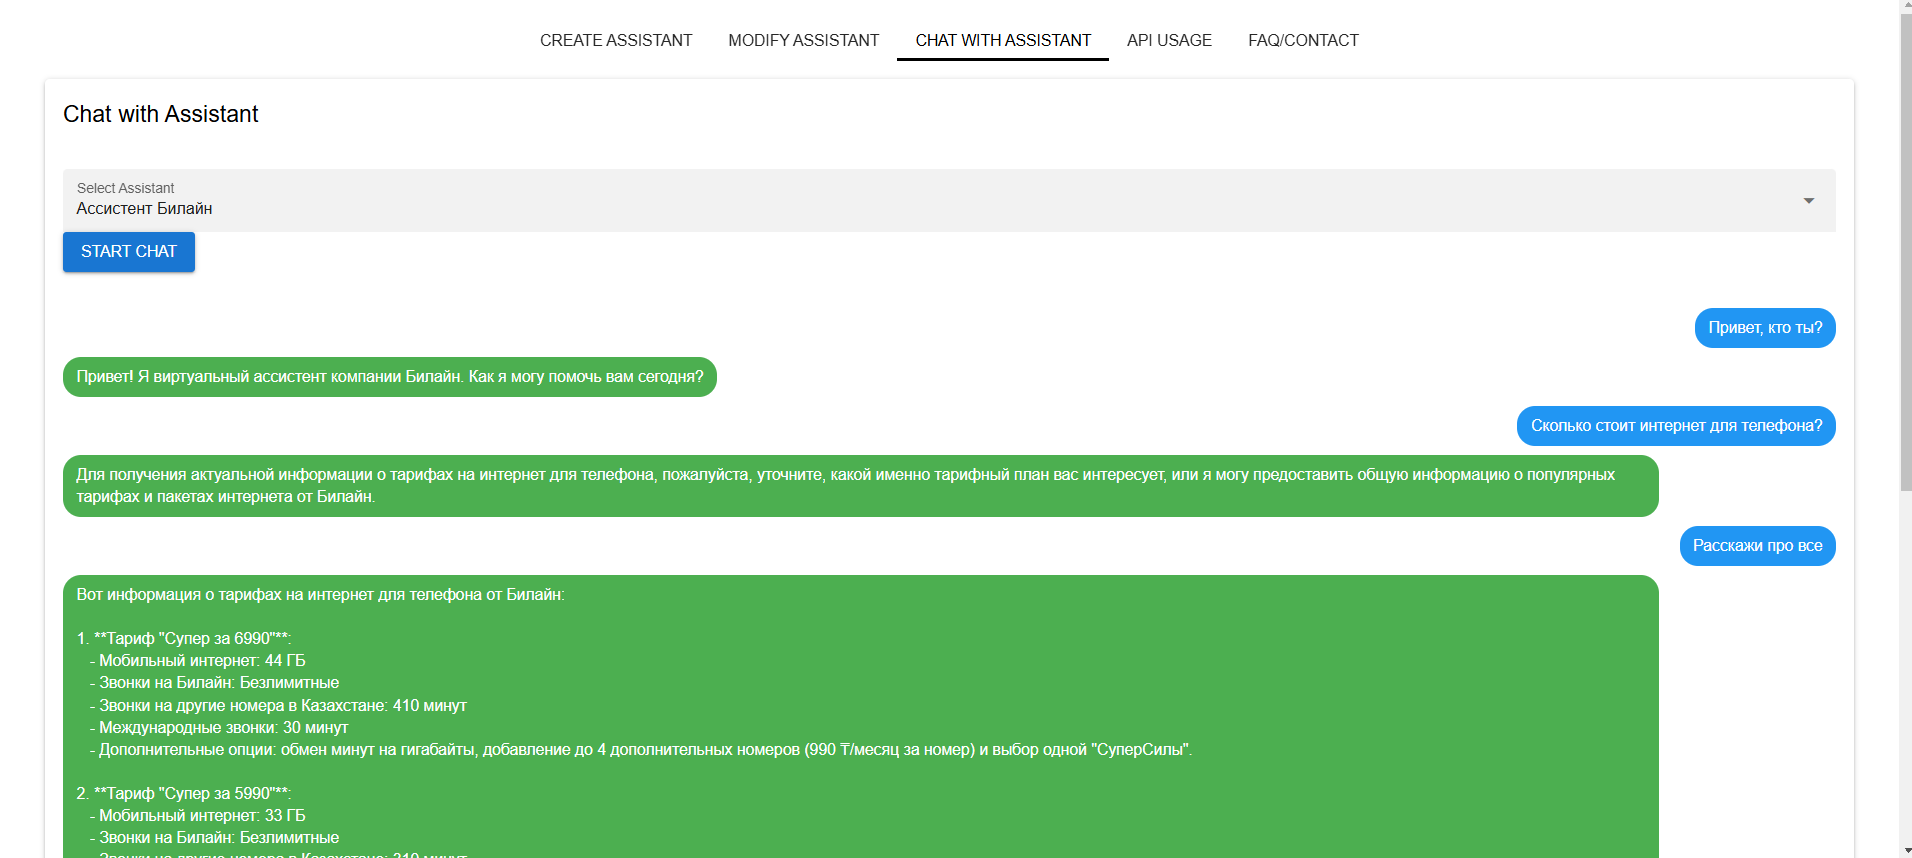 CREATE ASSISTANT MODIFY ASSISTANT CHAT WITH ASSISTANT API USAGE FAQ/CONTACT
Chat with Assistant
Select Assistant
Ассистент Билайн
START CHAT
Привет, кто ты?
Привет! Я виртуальный ассистент компании Билайн. Как я могу помочь вам сегодня?
Сколько стоит интернет для телефона?
Для получения актуальной информации о тарифах на интернет для телефона, пожалуйста, уточните, какой именно тарифный план вас интересует, или я могу предоставить общую информацию о популярных
тарифах и пакетах интернета от Билайн.
Расскажи про все
Вот информация о тарифах на интернет для телефона от Билайн:
1. **Тариф "Супер за 6990"**:
- Мобильный интернет: 44 ГБ
- Звонки на Билайн: Безлимитные
- Звонки на другие номера в Казахстане: 410 минут
- Международные звонки: 30 минут
- Дополнительные опции: обмен минут на гигабайты, добавление до 4 дополнительных номеров (990 ₸/месяц за номер) и выбор одной "СуперСилы".
2. **Тариф "Супер за 5990"**:
- Мобильный интернет: 33 ГБ
- Звонки на Билайн: Безлимитные
- Звонки на другие номера в Казахстане: 310 минут